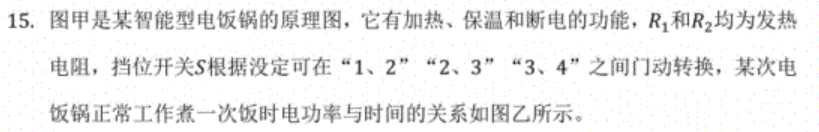 15. 图甲是某智能型电饭锅的原理图，它有加热、保温和断电的功能，R₁和R₂均为发热
电阻，挡位开关S根据没定可在“1、2”“2、3”“3、4”之间门动转换，某次电
饭锅正常工作煮一次饭时电功率与时间的关系如图乙所示。